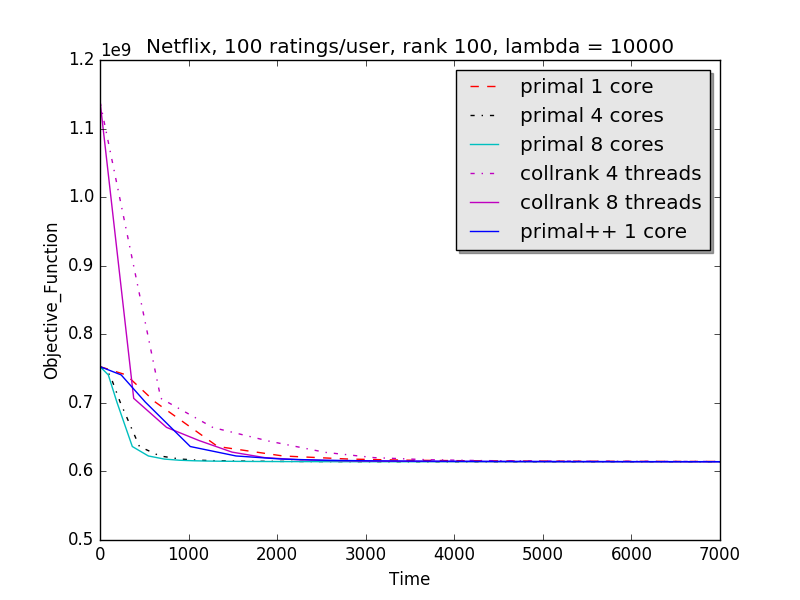 Netflix, 100 ratings/user, rank 100, lambda = 10000
1e9
1.2
1.1
1.0
0.9
0.8
0.7
0.6
0.5
Objective_Function
primal 1 core
primal 4 cores
primal 8 cores
collrank 4 threads
collrank 8 threads
primal++ 1 core
0 1000 2000 3000 4000 5000 6000 7000
Time